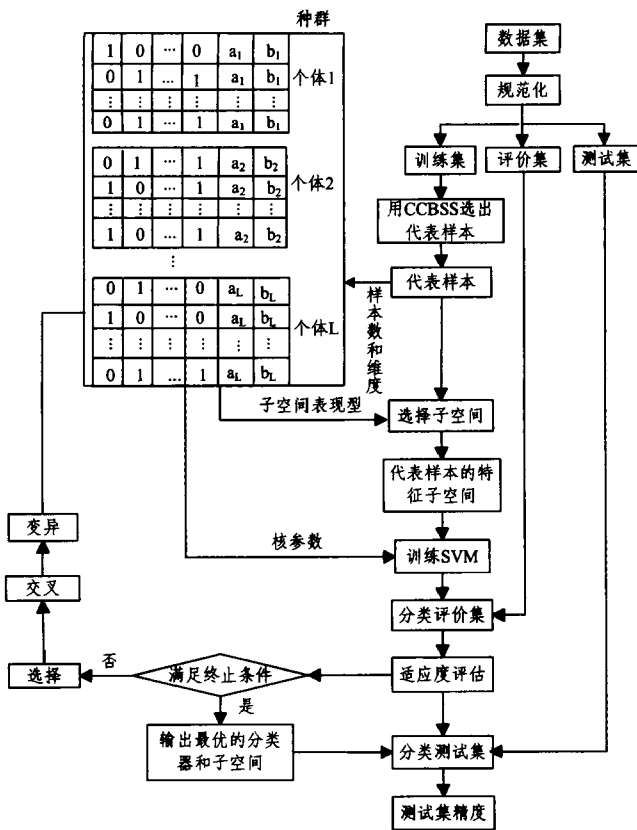 种群
1 0 ... 0 a1 b1
0 1 ... 1 a1 b1
⋮ ⋮ ⋮ ⋮ ⋮ ⋮
0 1 ... 1 a1 b1
个体1
0 1 ... 1 a2 b2
1 0 ... 1 a2 b2
⋮ ⋮ ⋮ ⋮ ⋮ ⋮
1 0 ... 1 a2 b2
个体2
⋮
0 1 ... 0 aL bL
1 0 ... 0 aL bL
⋮ ⋮ ⋮ ⋮ ⋮ ⋮
0 1 ... 1 aL bL
个体L
数据集
规范化
训练集
评价集
测试集
用CCBSS选出
代表样本
代表样本
样本数和维度
子空间表现型
选择子空间
代表样本的特
征子空间
核参数
训练SVM
分类评价集
适应度评估
满足终止条件
否
是
选择
交叉
变异
输出最优的分类
器和子空间
分类测试集
测试集精度